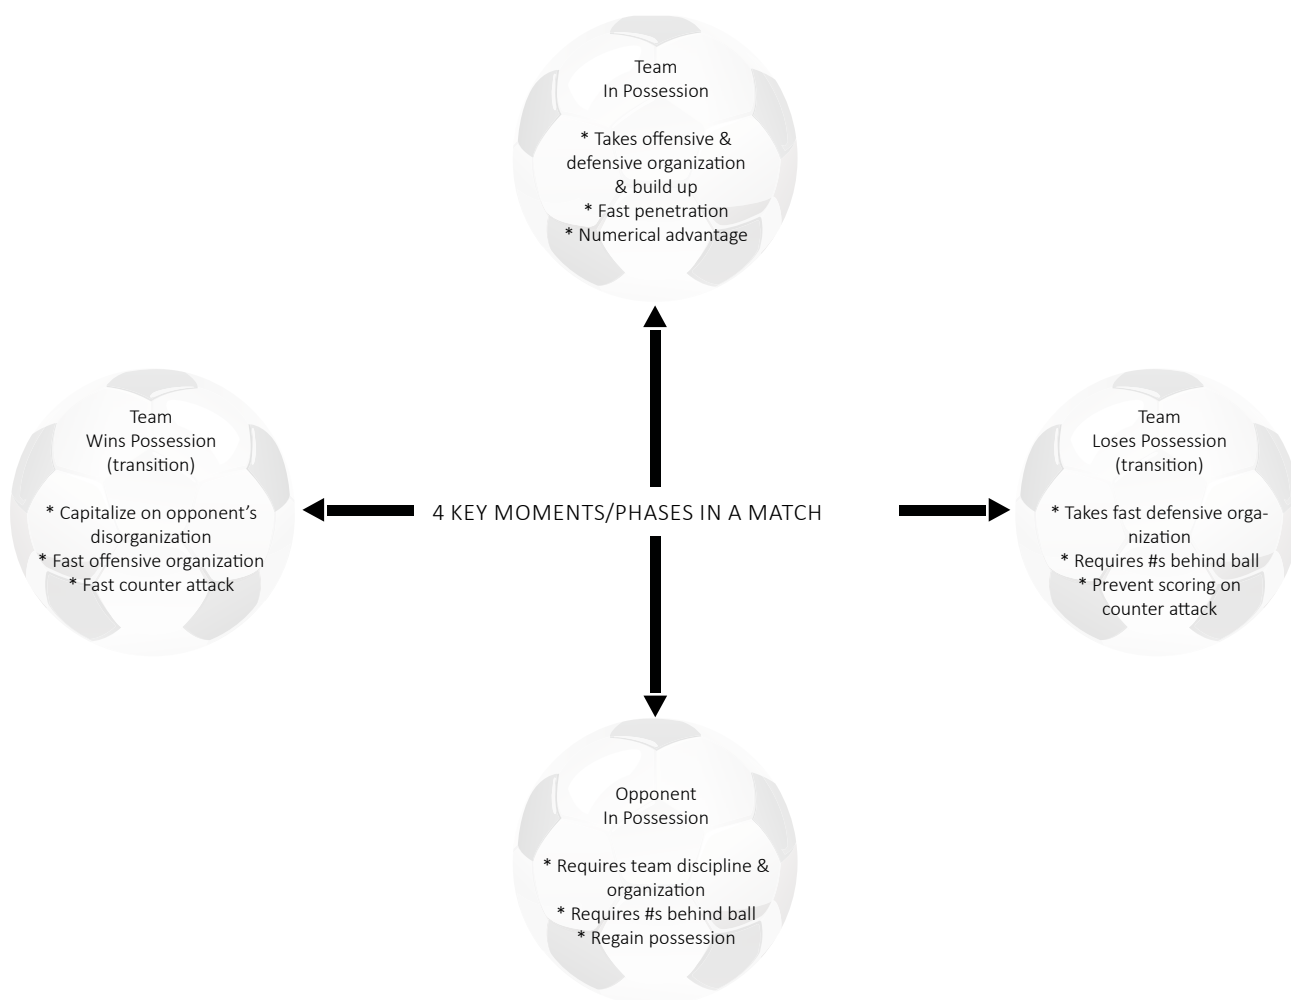 Team
In Possession
* Takes offensive &
defensive organization
& build up
* Fast penetration
* Numerical advantage
Team
Wins Possession
(transition)
* Capitalize on opponent’s
disorganization
* Fast offensive organization
* Fast counter attack
4 KEY MOMENTS/PHASES IN A MATCH
Team
Loses Possession
(transition)
* Takes fast defensive orga-
nization
* Requires #s behind ball
* Prevent scoring on
counter attack
Opponent
In Possession
* Requires team discipline &
organization
* Requires #s behind ball
* Regain possession